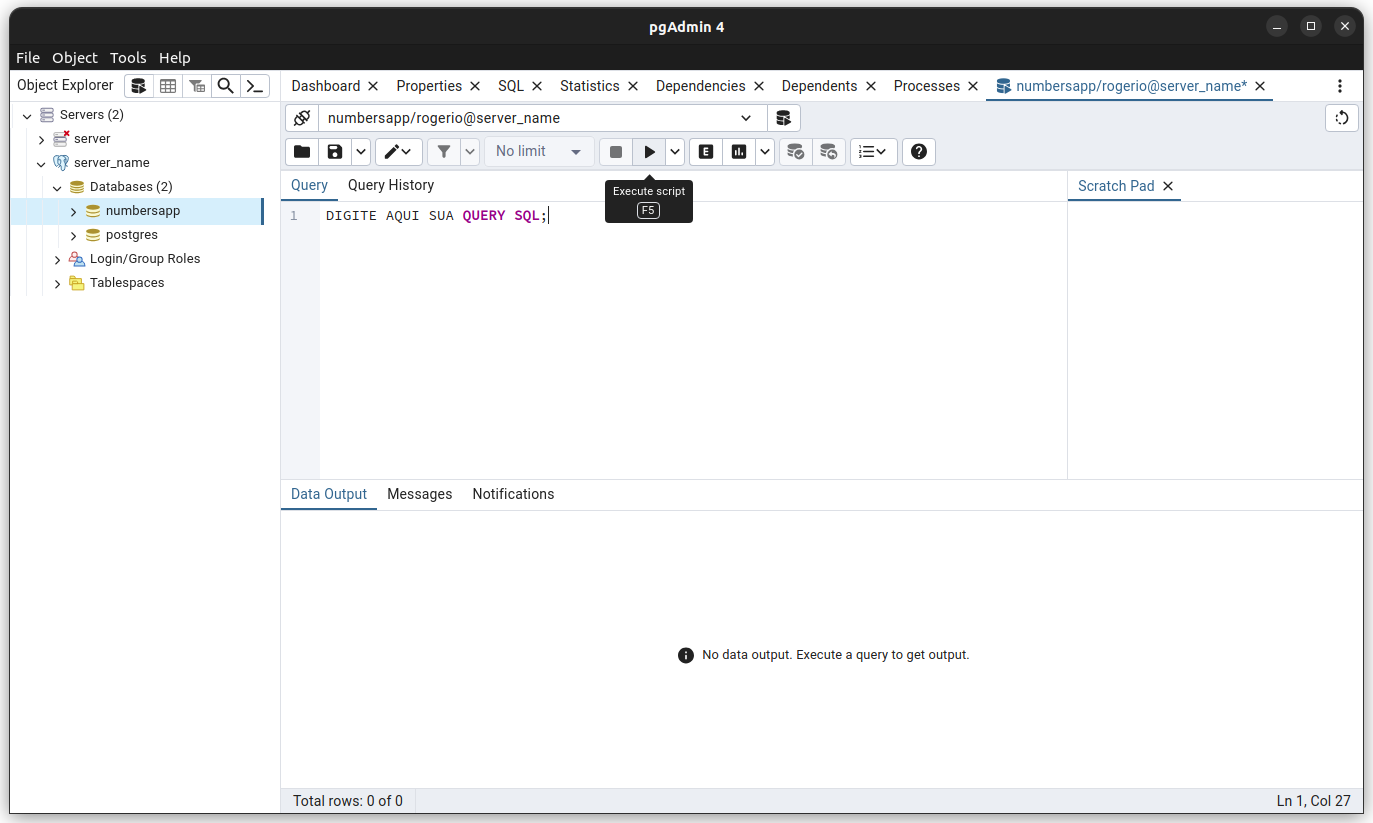 pgAdmin 4
File Object Tools Help
Object Explorer
Dashboard Properties SQL Statistics Dependencies Dependents Processes numbersapp/rogerio@server_name*
Servers (2)
server
server_name
Databases (2)
numbersapp
postgres
Login/Group Roles
Tablespaces
numbersapp/rogerio@server_name
No limit
E
Query Query History
Execute script
F5
Scratch Pad
1 DIGITE AQUI SUA QUERY SQL;
Data Output Messages Notifications
No data output. Execute a query to get output.
Total rows: 0 of 0
Ln 1, Col 27